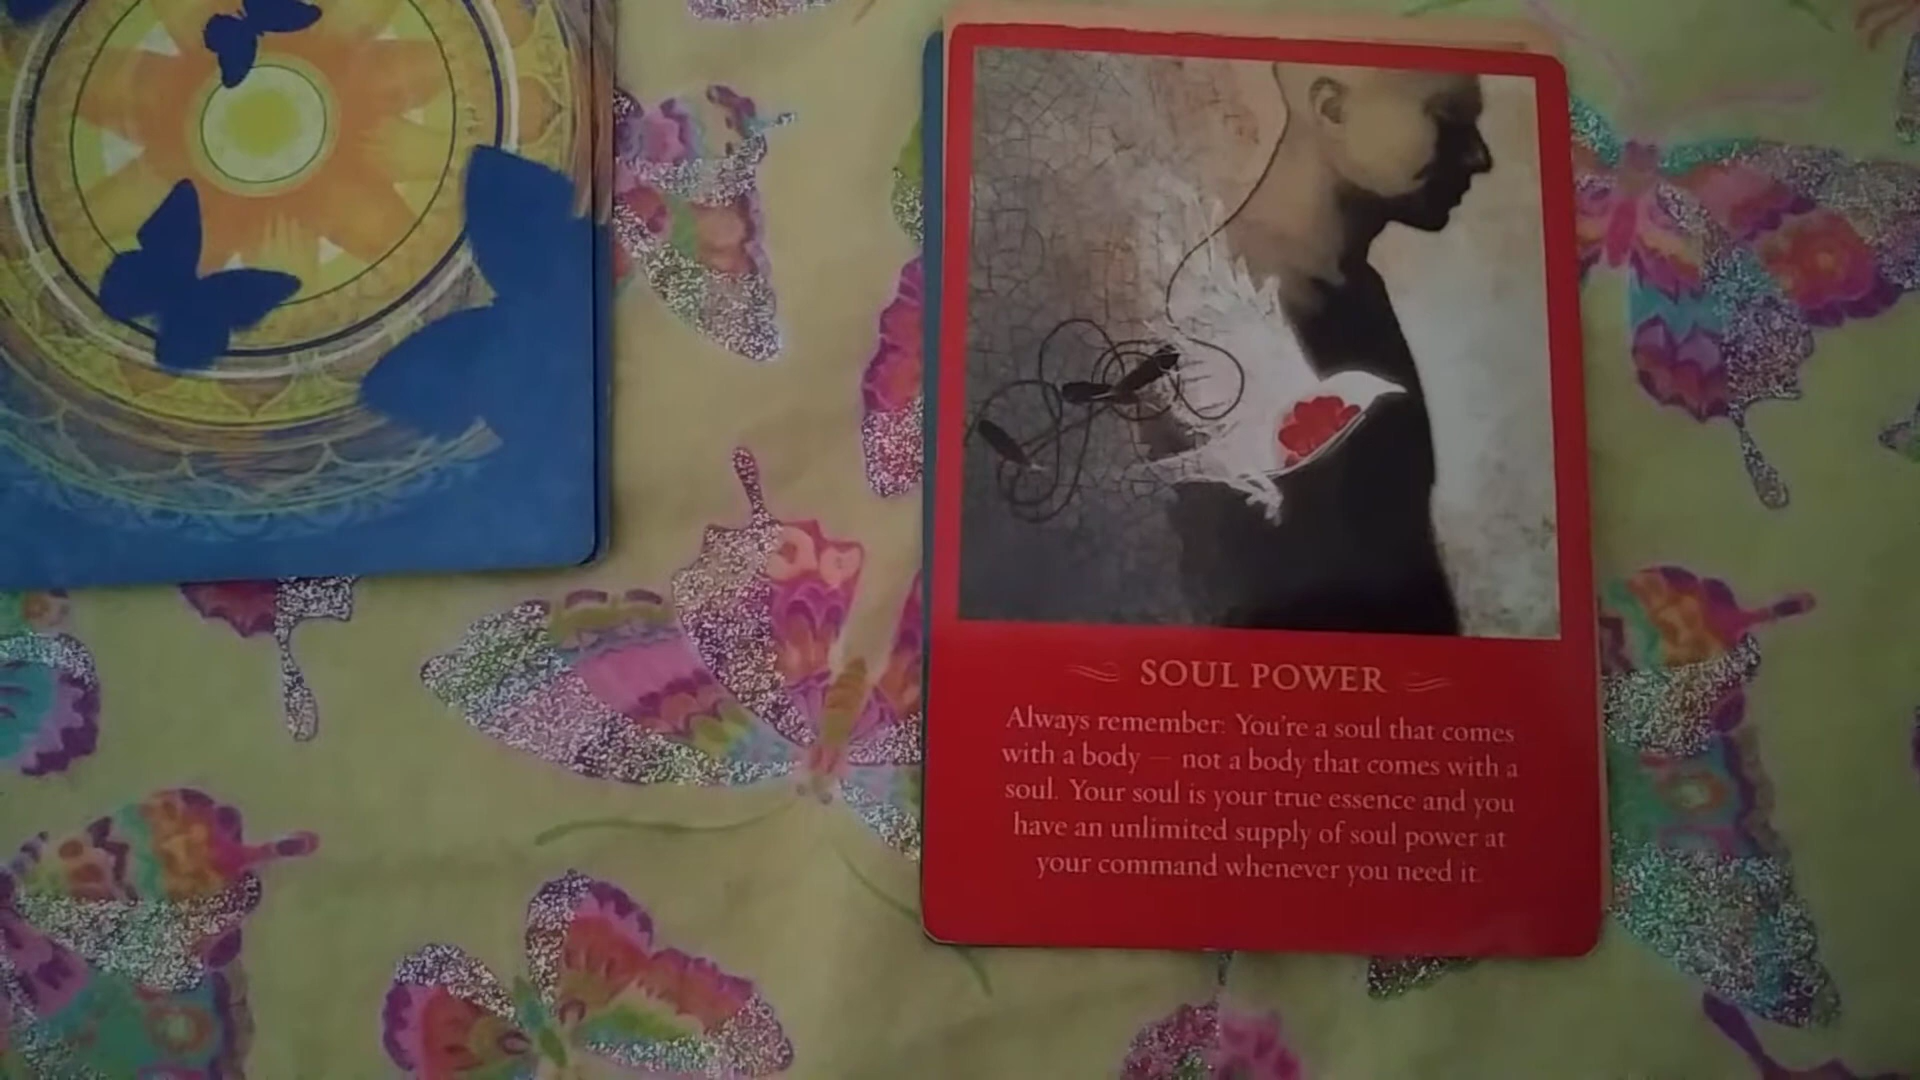 SOUL POWER
Always remember: You're a soul that comes
with a body — not a body that comes with a
soul. Your soul is your true essence and you
have an unlimited supply of soul power at
your command whenever you need it.